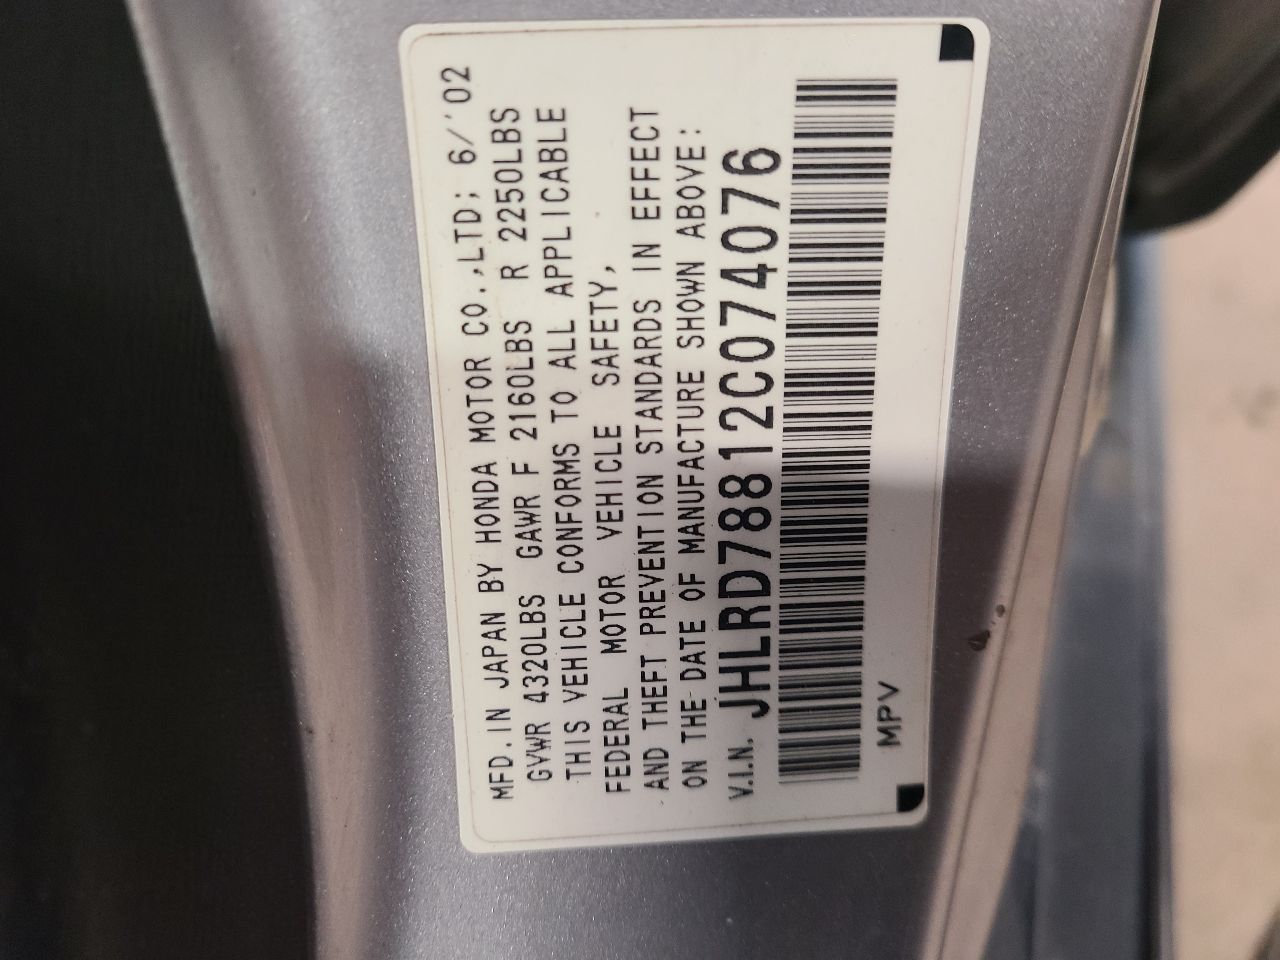 MFD.IN JAPAN BY HONDA MOTOR CO.,LTD; 6/'02
GVWR 4320LBS GAWR F 2160LBS R 2250LBS
THIS VEHICLE CONFORMS TO ALL APPLICABLE
FEDERAL MOTOR VEHICLE SAFETY,
AND THEFT PREVENTION STANDARDS IN EFFECT
ON THE DATE OF MANUFACTURE SHOWN ABOVE:
V.I.N. JHLRD78812C074076
MPV